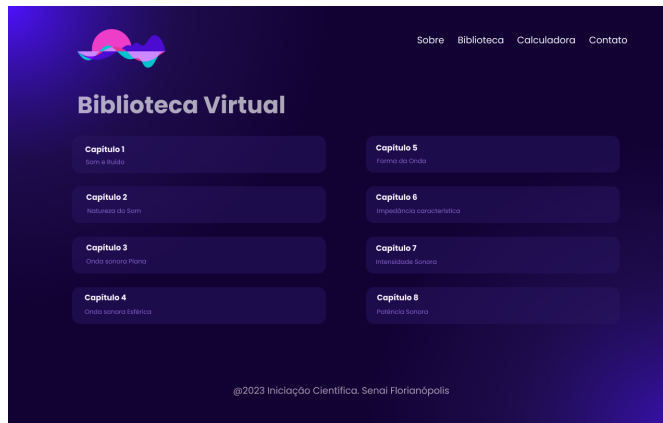 Sobre Biblioteca Calculadora Contato
Biblioteca Virtual
Capítulo 1
Som e Ruído
Capítulo 2
Natureza do Som
Capítulo 3
Onda sonora Plana
Capítulo 4
Onda sonora Esférica
Capítulo 5
Forma da Onda
Capítulo 6
Impedância característica
Capítulo 7
Intensidade Sonora
Capítulo 8
Potência Sonora
@2023 Iniciação Científica. Senai Florianópolis